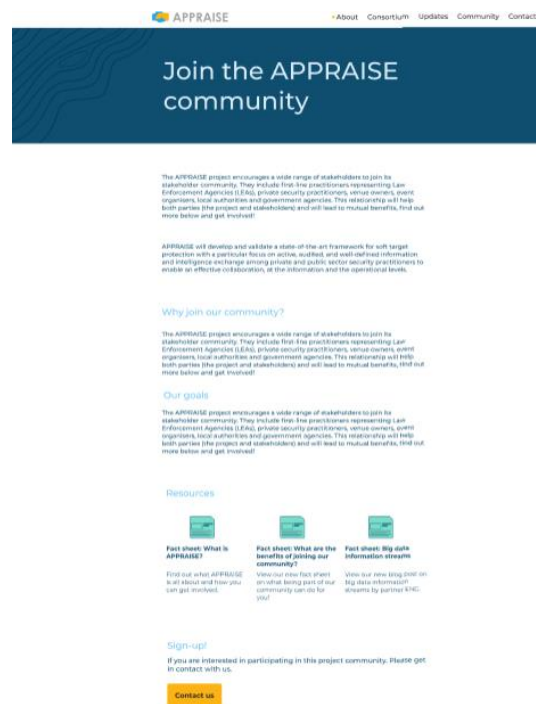 APPRAISE
About Consortium Updates Community Contact
Join the APPRAISE
community
The APPRAISE project encourages a wide range of stakeholders to join its
stakeholder community. They include first-line practitioners representing Law
Enforcement Agencies (LEAs), private security practitioners, venue owners, event
organisers, local authorities and government agencies. This relationship will help
both parties (the project and stakeholders) and will lead to mutual benefits, find out
more below and get involved!
APPRAISE will develop and validate a state-of-the-art framework for soft target
protection with a particular focus on active, audited, and well-defined information
and intelligence exchange among private and public sector security practitioners to
enable an effective collaboration, at the information and the operational levels.
Why join our community?
The APPRAISE project encourages a wide range of stakeholders to join its
stakeholder community. They include first-line practitioners representing Law
Enforcement Agencies (LEAs), private security practitioners, venue owners, event
organisers, local authorities and government agencies. This relationship will help
both parties (the project and stakeholders) and will lead to mutual benefits, find out
more below and get involved!
Our goals
The APPRAISE project encourages a wide range of stakeholders to join its
stakeholder community. They include first-line practitioners representing Law
Enforcement Agencies (LEAs), private security practitioners, venue owners, event
organisers, local authorities and government agencies. This relationship will help
both parties (the project and stakeholders) and will lead to mutual benefits, find out
more below and get involved!
Resources
Fact sheet: What is
APPRAISE?
Find out what APPRAISE
is all about and how you
can get involved.
Fact sheet: What are the
benefits of joining our
community?
View our new fact sheet
on what being part of our
community can do for
you!
Fact sheet: Big data
information streams
View our new blog post on
big data information
streams by partner ENG.
Sign-up!
If you are interested in participating in this project community. Please get
in contact with us.
Contact us